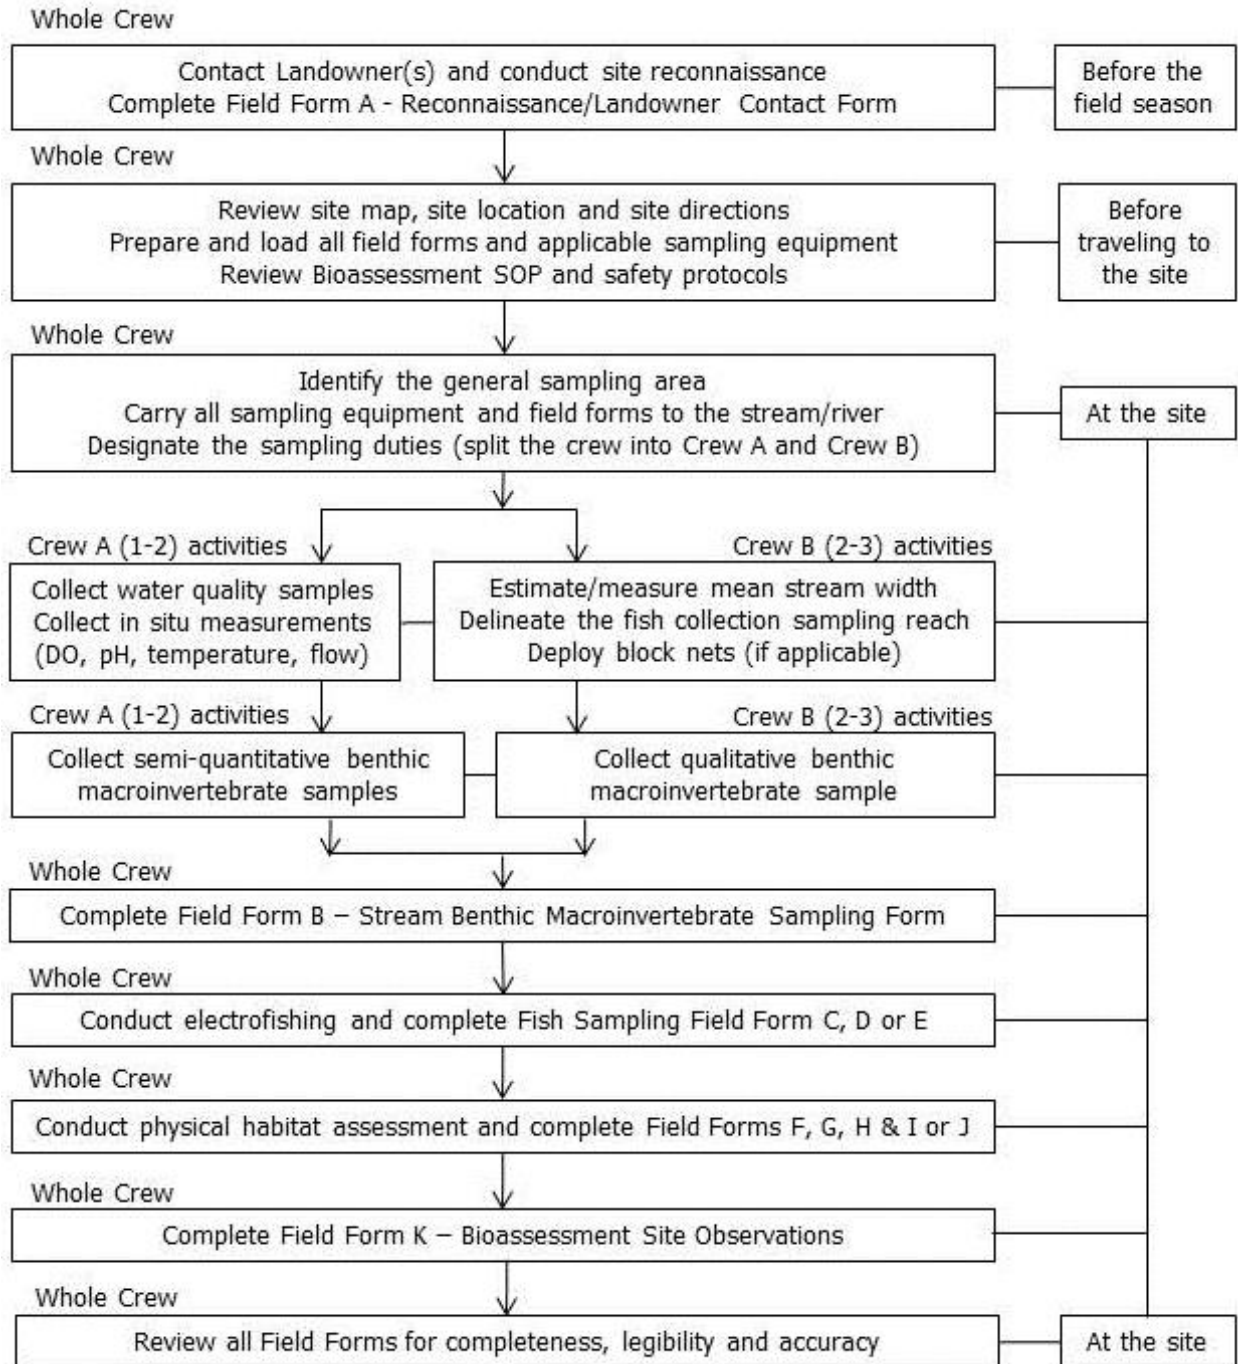 Whole Crew
Contact Landowner(s) and conduct site reconnaissance
Complete Field Form A - Reconnaissance/Landowner Contact Form
Before the
field season
Whole Crew
Review site map, site location and site directions
Prepare and load all field forms and applicable sampling equipment
Review Bioassessment SOP and safety protocols
Before
traveling to
the site
Whole Crew
Identify the general sampling area
Carry all sampling equipment and field forms to the stream/river
Designate the sampling duties (split the crew into Crew A and Crew B)
At the site
Crew A (1-2) activities
Collect water quality samples
Collect in situ measurements
(DO, pH, temperature, flow)
Crew B (2-3) activities
Estimate/measure mean stream width
Delineate the fish collection sampling reach
Deploy block nets (if applicable)
Crew A (1-2) activities
Collect semi-quantitative benthic
macroinvertebrate samples
Crew B (2-3) activities
Collect qualitative benthic
macroinvertebrate sample
Whole Crew
Complete Field Form B – Stream Benthic Macroinvertebrate Sampling Form
Whole Crew
Conduct electrofishing and complete Fish Sampling Field Form C, D or E
Whole Crew
Conduct physical habitat assessment and complete Field Forms F, G, H & I or J
Whole Crew
Complete Field Form K – Bioassessment Site Observations
Whole Crew
Review all Field Forms for completeness, legibility and accuracy
At the site